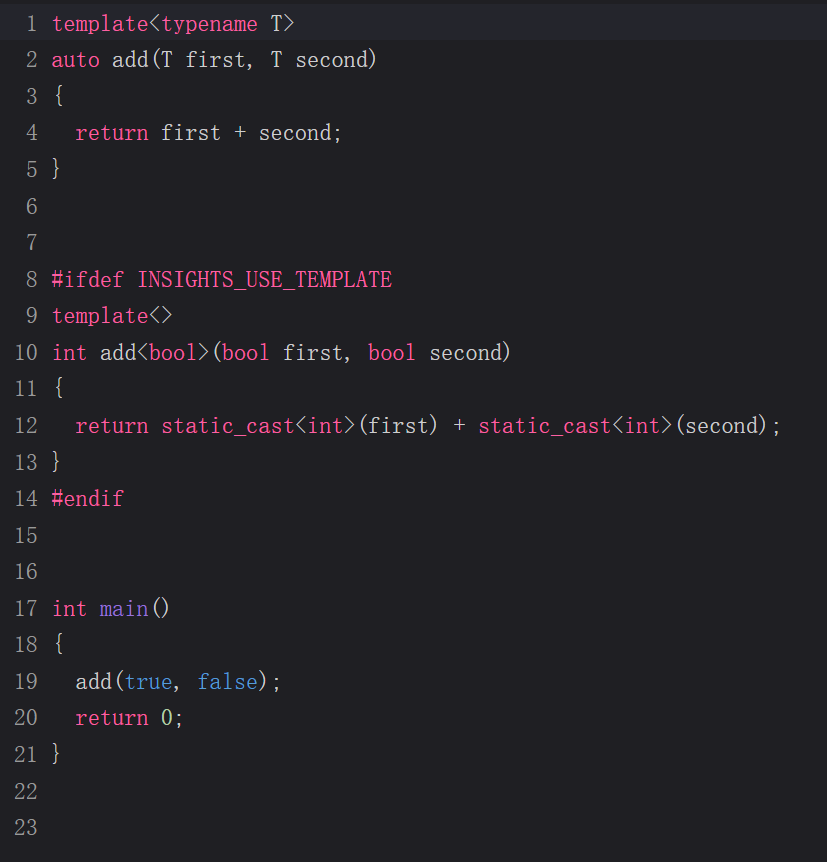 1 template<typename T>
2 auto add(T first, T second)
3 {
4   return first + second;
5 }
6
7
8 #ifdef INSIGHTS_USE_TEMPLATE
9 template<>
10 int add<bool>(bool first, bool second)
11 {
12   return static_cast<int>(first) + static_cast<int>(second);
13 }
14 #endif
15
16
17 int main()
18 {
19   add(true, false);
20   return 0;
21 }
22
23